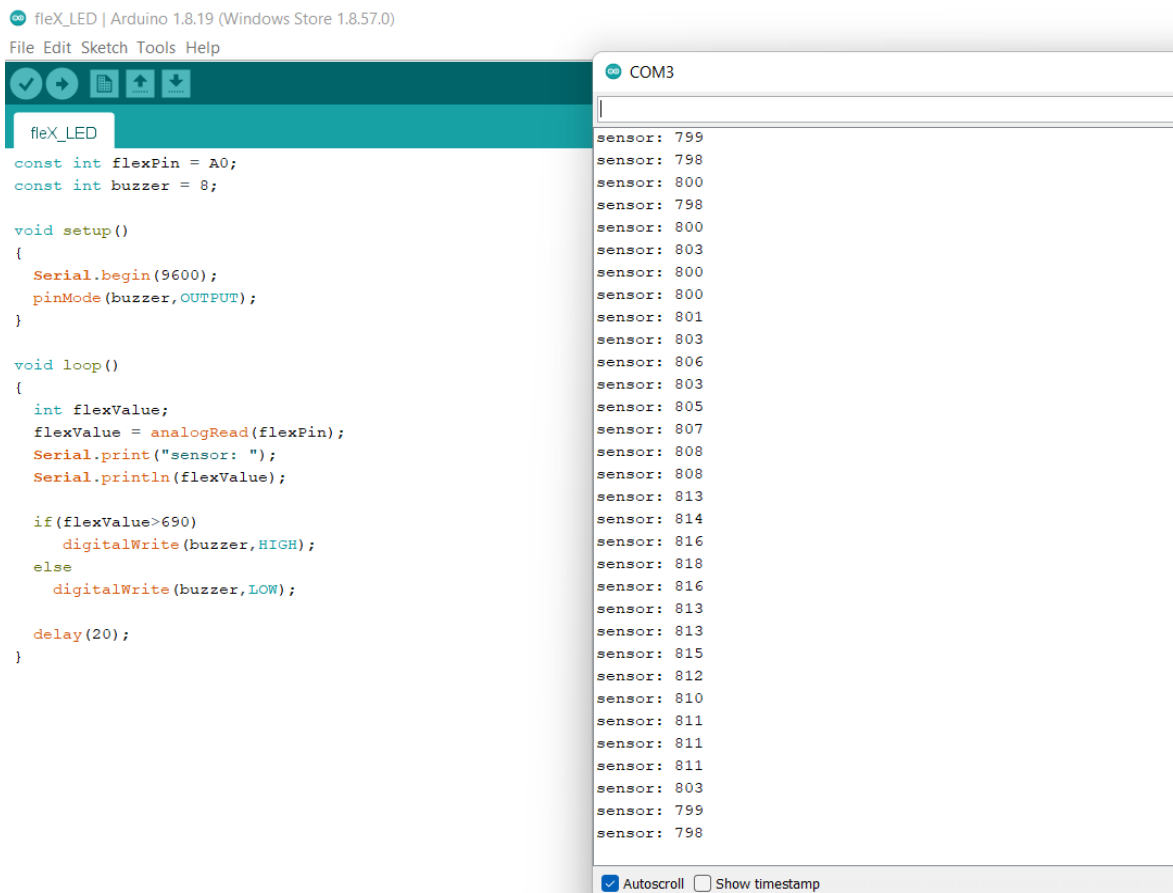 fleX_LED | Arduino 1.8.19 (Windows Store 1.8.57.0)
File Edit Sketch Tools Help
fleX_LED
const int flexPin = A0;
const int buzzer = 8;
void setup()
{
Serial.begin(9600);
pinMode(buzzer,OUTPUT);
}
void loop()
{
int flexValue;
flexValue = analogRead(flexPin);
Serial.print("sensor: ");
Serial.println(flexValue);
if(flexValue>690)
digitalWrite(buzzer,HIGH);
else
digitalWrite(buzzer,LOW);
delay(20);
}
COM3
sensor: 799
sensor: 798
sensor: 800
sensor: 798
sensor: 800
sensor: 803
sensor: 800
sensor: 800
sensor: 801
sensor: 803
sensor: 806
sensor: 803
sensor: 805
sensor: 807
sensor: 808
sensor: 808
sensor: 813
sensor: 814
sensor: 816
sensor: 818
sensor: 816
sensor: 813
sensor: 813
sensor: 815
sensor: 812
sensor: 810
sensor: 811
sensor: 811
sensor: 811
sensor: 803
sensor: 799
sensor: 798
Autoscroll Show timestamp